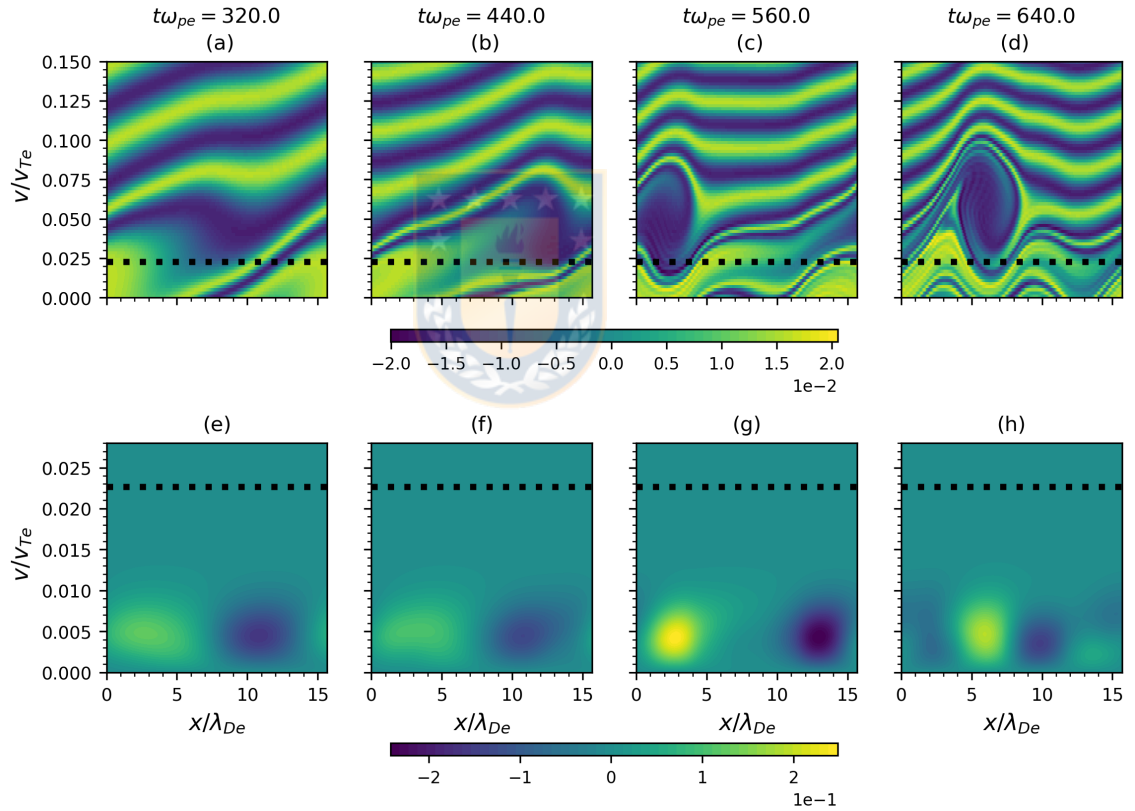 tω_pe = 320.0 tω_pe = 440.0 tω_pe = 560.0 tω_pe = 640.0
(a) (b) (c) (d)
v/v_Te
0.150
0.125
0.100
0.075
0.050
0.025
0.000
−2.0 −1.5 −1.0 −0.5 0.0 0.5 1.0 1.5 2.0
1e−2
(e) (f) (g) (h)
v/v_Te
0.025
0.020
0.015
0.010
0.005
0.000
0 5 10 15 0 5 10 15 0 5 10 15 0 5 10 15
x/λ_De x/λ_De x/λ_De x/λ_De
−2 −1 0 1 2
1e−1